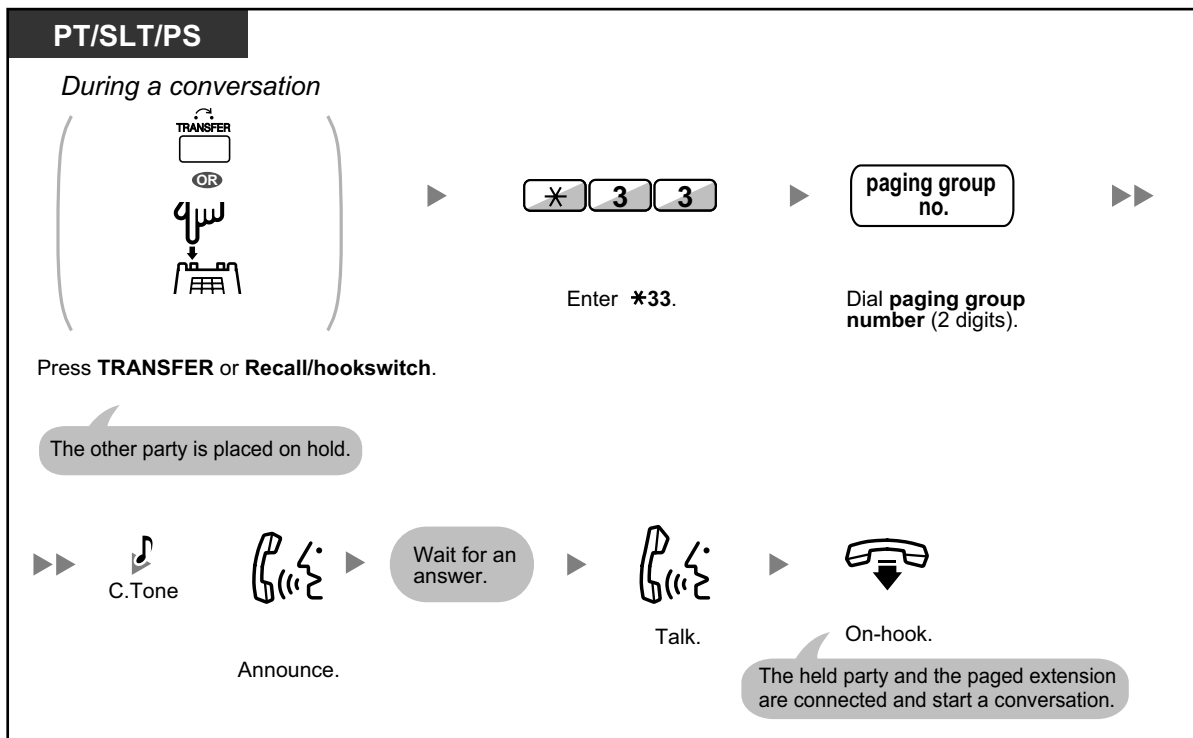 PT/SLT/PS
During a conversation
TRANSFER
OR
Press TRANSFER or Recall/hookswitch.
The other party is placed on hold.
✳ 3 3
Enter ✳33.
paging group
no.
Dial paging group
number (2 digits).
C.Tone
Announce.
Wait for an
answer.
Talk.
On-hook.
The held party and the paged extension
are connected and start a conversation.